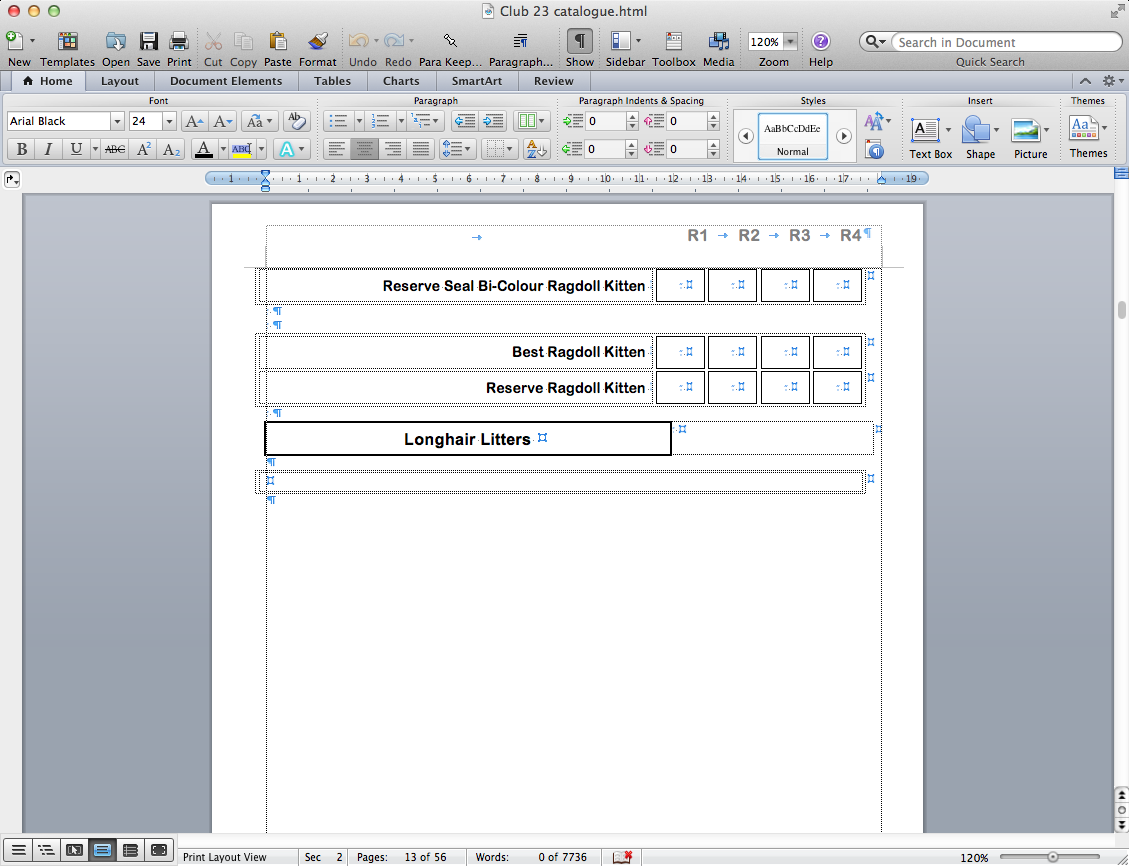 Club 23 catalogue.html
New Templates Open Save Print Cut Copy Paste Format Undo Redo Para Keep... Paragraph... Show Sidebar Toolbox Media 120% Zoom Help Search in Document Quick Search
Home Layout Document Elements Tables Charts SmartArt Review
Font Paragraph Paragraph Indents & Spacing Styles Insert Themes
Arial Black 24 0 0
AaBbCcDdEe
B I U ABC A² A₂ A ABC A 0 0 Normal Text Box Shape Picture Themes
1 1 2 3 4 5 6 7 8 9 10 11 12 13 14 15 16 17 19
R1 → R2 → R3 → R4¶
Reserve Seal Bi-Colour Ragdoll Kitten
Best Ragdoll Kitten
Reserve Ragdoll Kitten
Longhair Litters
Print Layout View Sec 2 Pages: 13 of 56 Words: 0 of 7736 120%